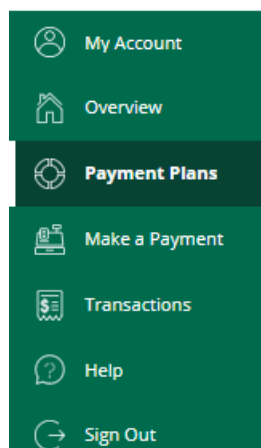 My Account
Overview
Payment Plans
Make a Payment
Transactions
Help
Sign Out